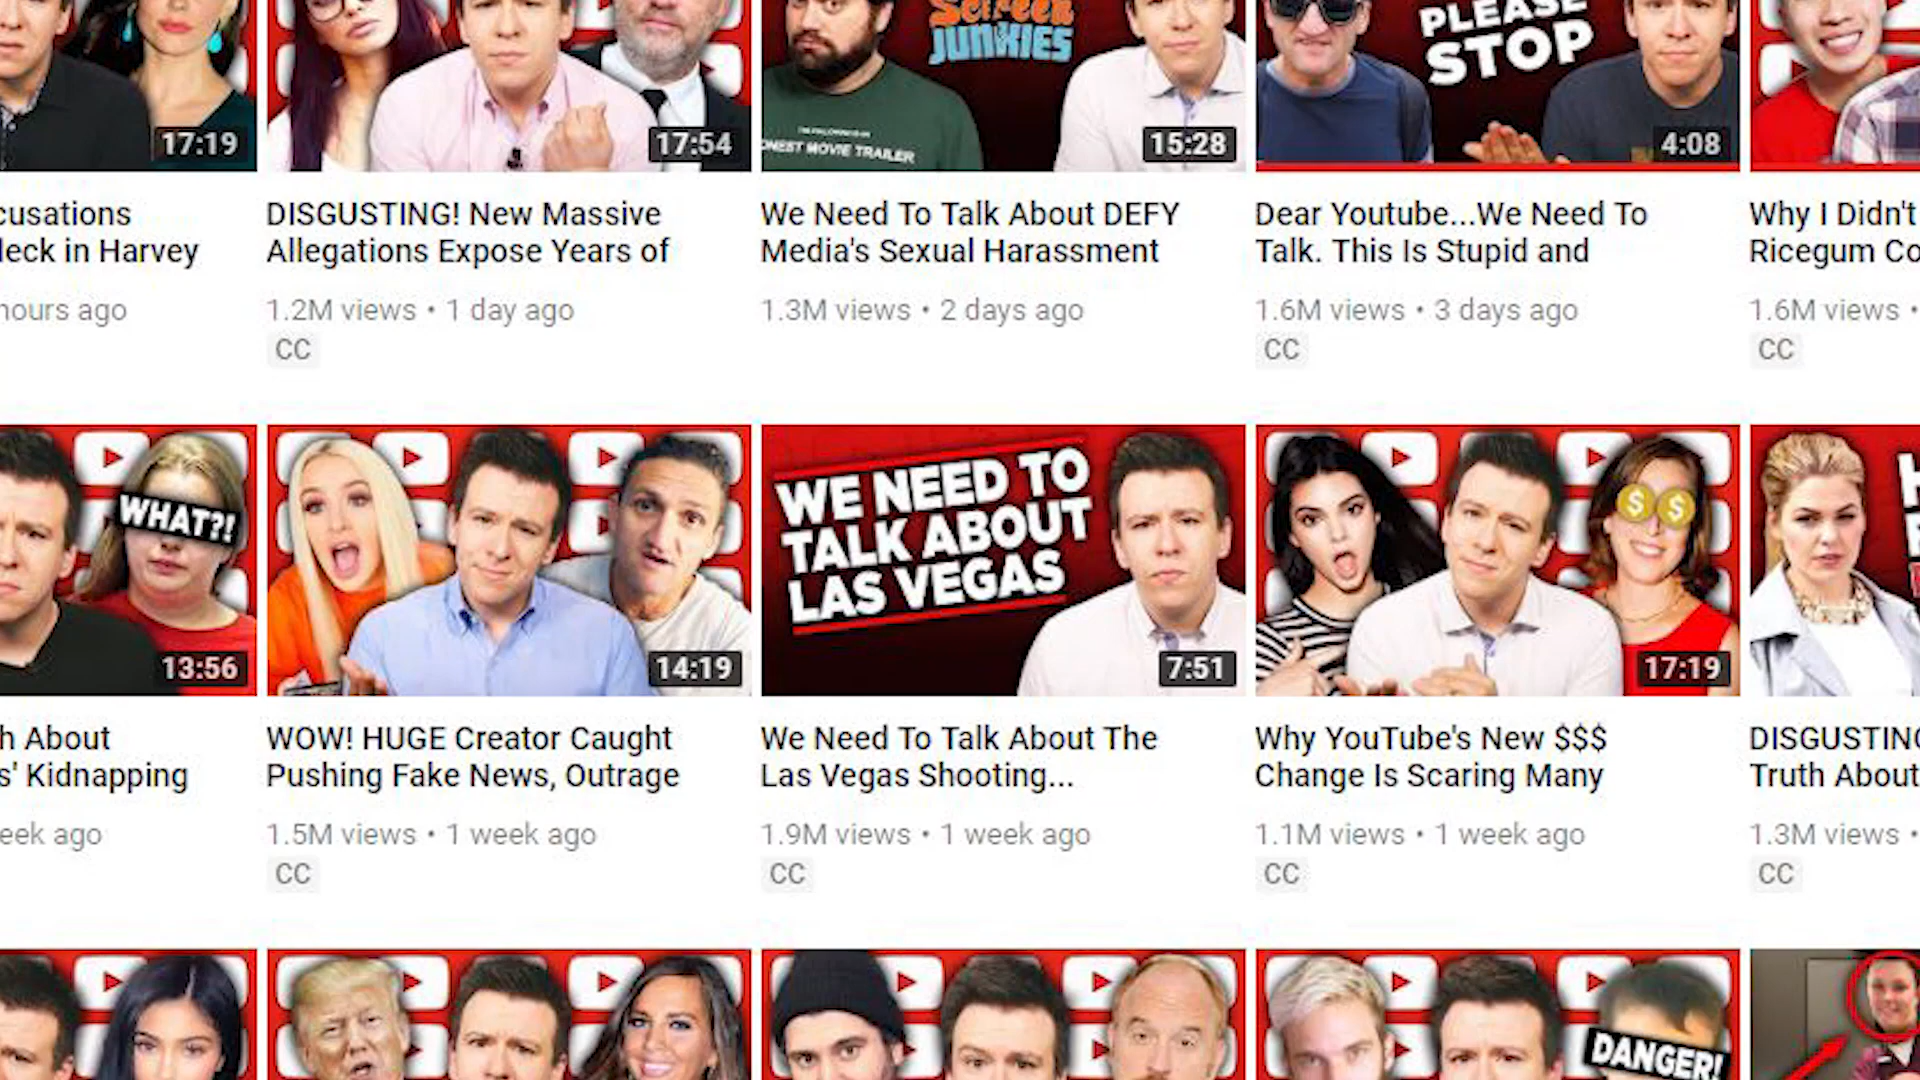 Screen
JUNKIES
PLEASE
STOP
HONEST MOVIE TRAILER
17:19
17:54
15:28
4:08
cusations
leck in Harvey
hours ago
DISGUSTING! New Massive
Allegations Expose Years of
1.2M views • 1 day ago
CC
We Need To Talk About DEFY
Media's Sexual Harassment
1.3M views • 2 days ago
Dear Youtube...We Need To
Talk. This Is Stupid and
1.6M views • 3 days ago
CC
Why I Didn't
Ricegum Co
1.6M views •
CC
WHAT?!
13:56
14:19
WE NEED TO
TALK ABOUT
LAS VEGAS
7:51
$ $
17:19
h About
s' Kidnapping
eek ago
WOW! HUGE Creator Caught
Pushing Fake News, Outrage
1.5M views • 1 week ago
CC
We Need To Talk About The
Las Vegas Shooting...
1.9M views • 1 week ago
CC
Why YouTube's New $$$
Change Is Scaring Many
1.1M views • 1 week ago
CC
DISGUSTING
Truth About
1.3M views •
CC
DANGER!